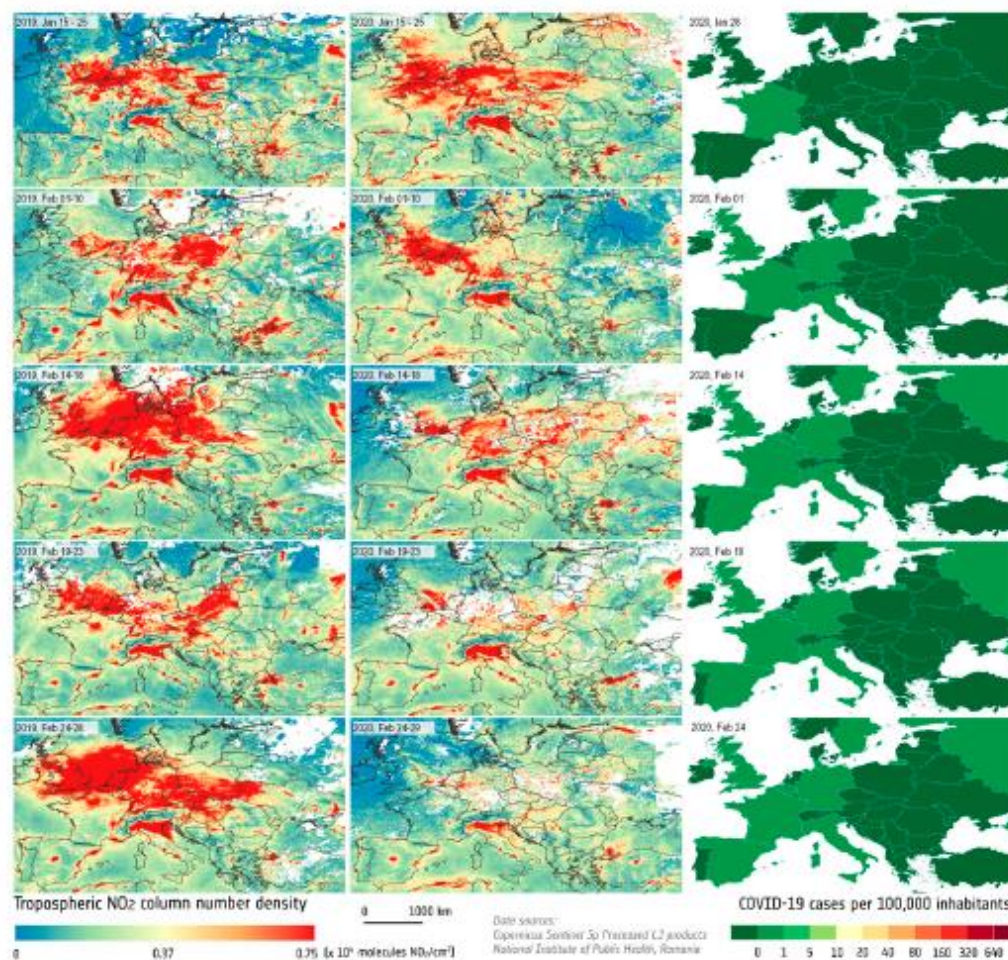 2019, Jan 15 - 25
2020, Jan 15 - 25
2020, Jan 26
2019, Feb 01-10
2020, Feb 01-10
2020, Feb 01
2019, Feb 14-18
2020, Feb 14-18
2020, Feb 14
2019, Feb 19-23
2020, Feb 19-23
2020, Feb 19
2019, Feb 24-28
2020, Feb 24-29
2020, Feb 24
Tropospheric NO2 column number density
0 1000 km
COVID-19 cases per 100,000 inhabitants
Data sources:
Copernicus Sentinel 5p Processed L2 products
National Institute of Public Health, Romania
0 0.37 0.75 molecules NO2/cm²)
0 1 5 10 20 40 80 160 320 640